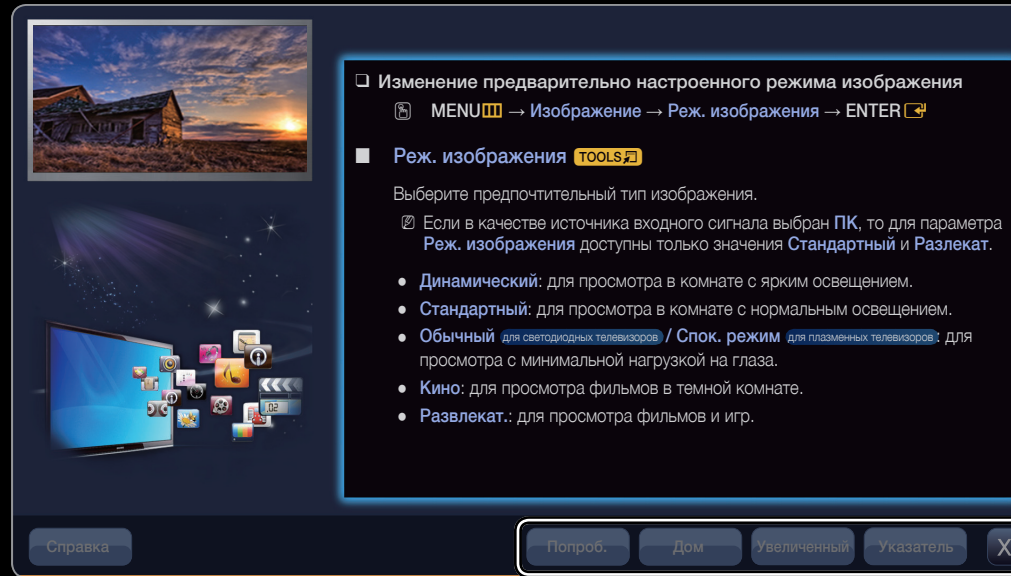 ❑ Изменение предварительно настроенного режима изображения
MENU → Изображение → Реж. изображения → ENTER
■ Реж. изображения TOOLS
Выберите предпочтительный тип изображения.
Если в качестве источника входного сигнала выбран ПК, то для параметра
Реж. изображения доступны только значения Стандартный и Разлекат.
● Динамический: для просмотра в комнате с ярким освещением.
● Стандартный: для просмотра в комнате с нормальным освещением.
● Обычный для светодиодных телевизоров / Спок. режим для плазменных телевизоров: для
просмотра с минимальной нагрузкой на глаза.
● Кино: для просмотра фильмов в темной комнате.
● Развлекат.: для просмотра фильмов и игр.
.02
Справка Попроб. Дом Увеличенный Указатель X